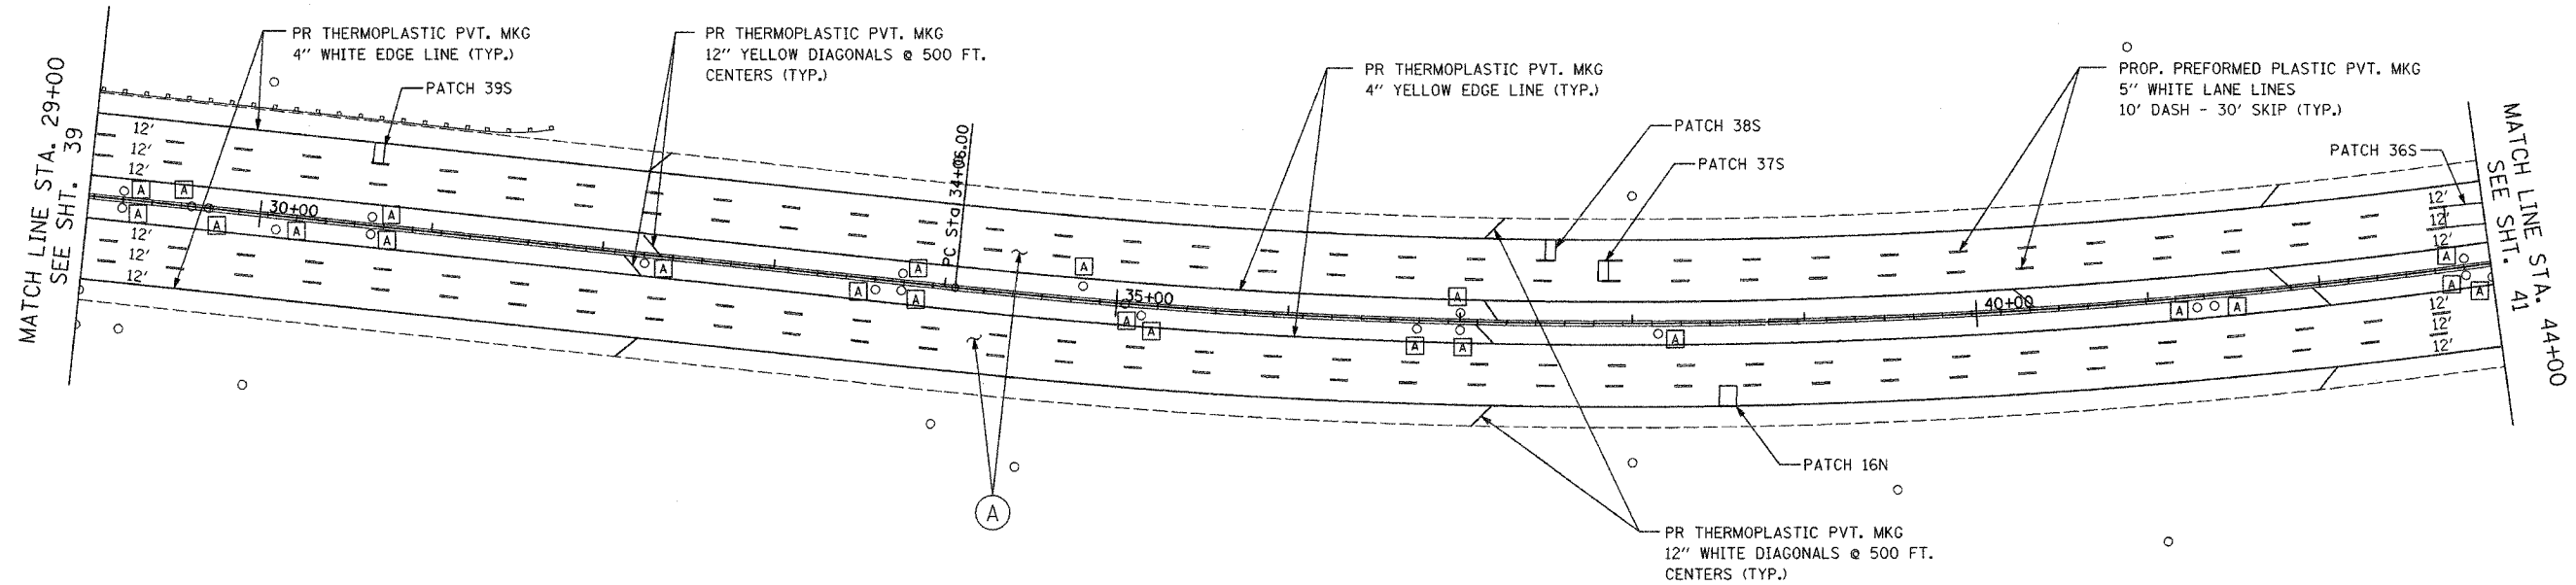 PR THERMOPLASTIC PVT. MKG
4" WHITE EDGE LINE (TYP.)
PATCH 39S
PR THERMOPLASTIC PVT. MKG
12" YELLOW DIAGONALS @ 500 FT.
CENTERS (TYP.)
PR THERMOPLASTIC PVT. MKG
4" YELLOW EDGE LINE (TYP.)
PROP. PREFORMED PLASTIC PVT. MKG
5" WHITE LANE LINES
10' DASH - 30' SKIP (TYP.)
PATCH 38S
PATCH 37S
PATCH 36S
MATCH LINE STA. 29+00
SEE SHT. 39
12'
12'
12'
12'
12'
12'
A
A
A
A
30+00
A
A
A
A
A
A
A
PC Sta 34+06.00
A
35+00
A
A
A
A
A
A
40+00
A
A
A
A
A
12'
12'
12'
12'
12'
12'
MATCH LINE STA. 44+00
SEE SHT. 41
A
PATCH 16N
PR THERMOPLASTIC PVT. MKG
12" WHITE DIAGONALS @ 500 FT.
CENTERS (TYP.)